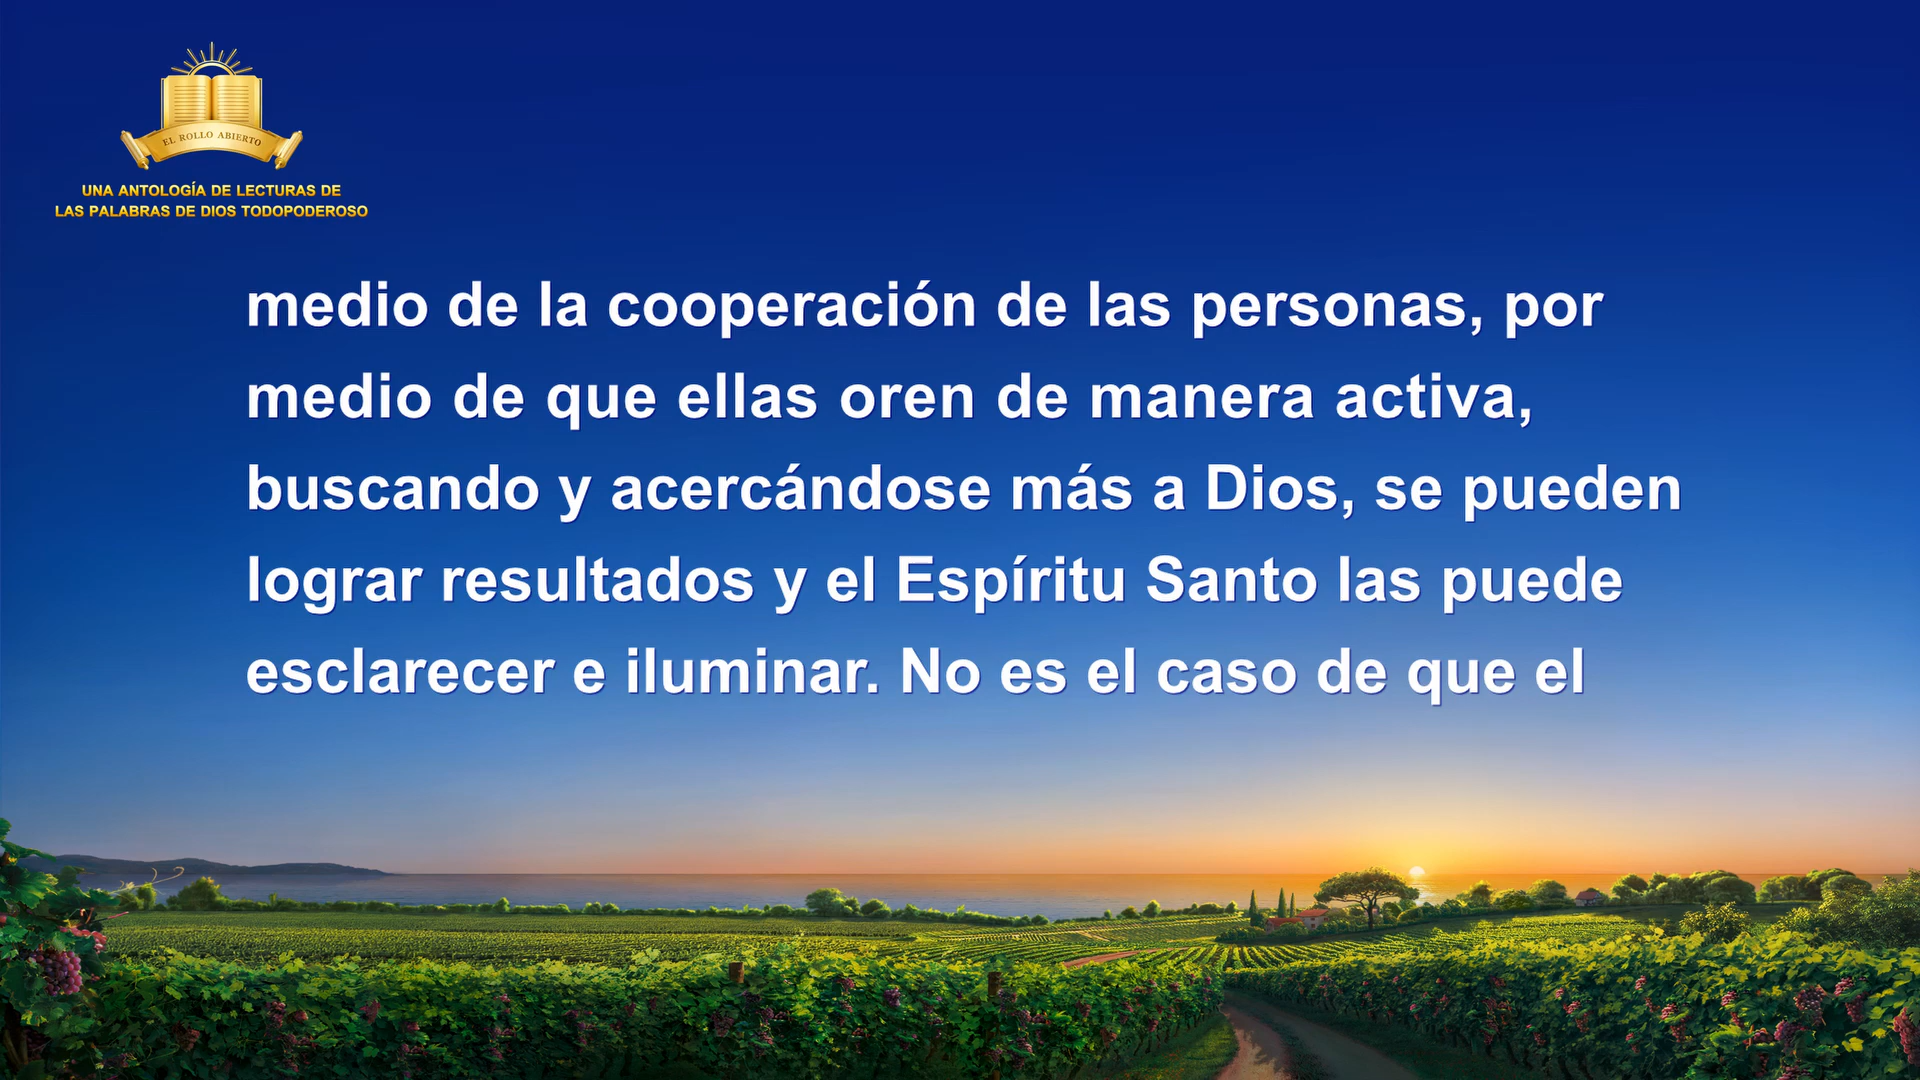 EL ROLLO ABIERTO
UNA ANTOLOGÍA DE LECTURAS DE
LAS PALABRAS DE DIOS TODOPODEROSO
medio de la cooperación de las personas, por
medio de que ellas oren de manera activa,
buscando y acercándose más a Dios, se pueden
lograr resultados y el Espíritu Santo las puede
esclarecer e iluminar. No es el caso de que el